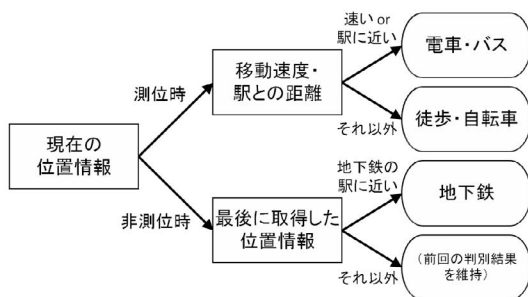 速い or
駅に近い
電車・バス
移動速度・
駅との距離
測位時
それ以外
徒歩・自転車
現在の
位置情報
地下鉄の
駅に近い
地下鉄
非測位時
最後に取得した
位置情報
それ以外
(前回の判別結果
を維持)